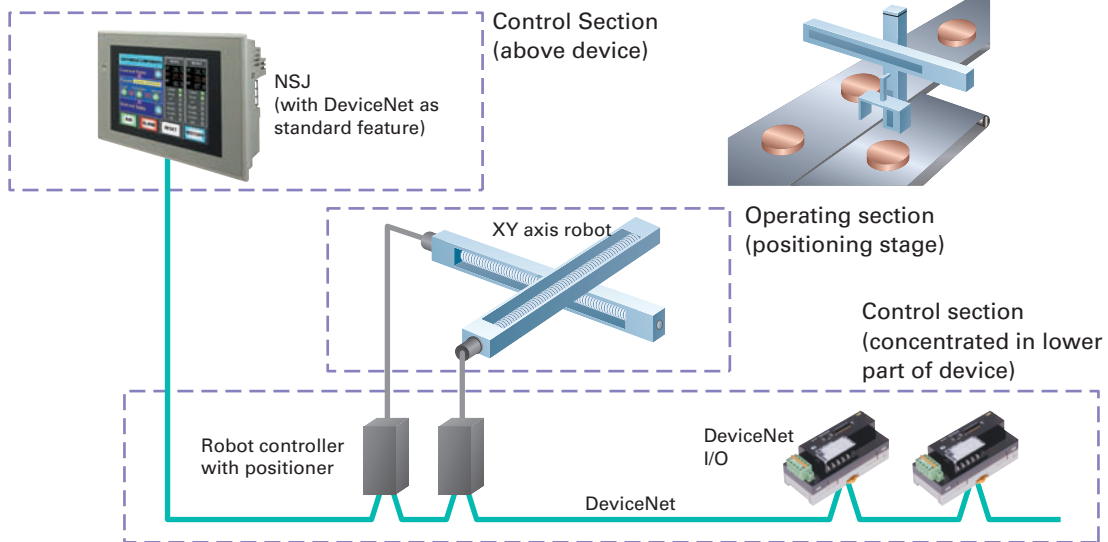 Control Section
(above device)
NSJ
(with DeviceNet as
standard feature)
XY axis robot
Operating section
(positioning stage)
Control section
(concentrated in lower
part of device)
Robot controller
with positioner
DeviceNet
I/O
DeviceNet